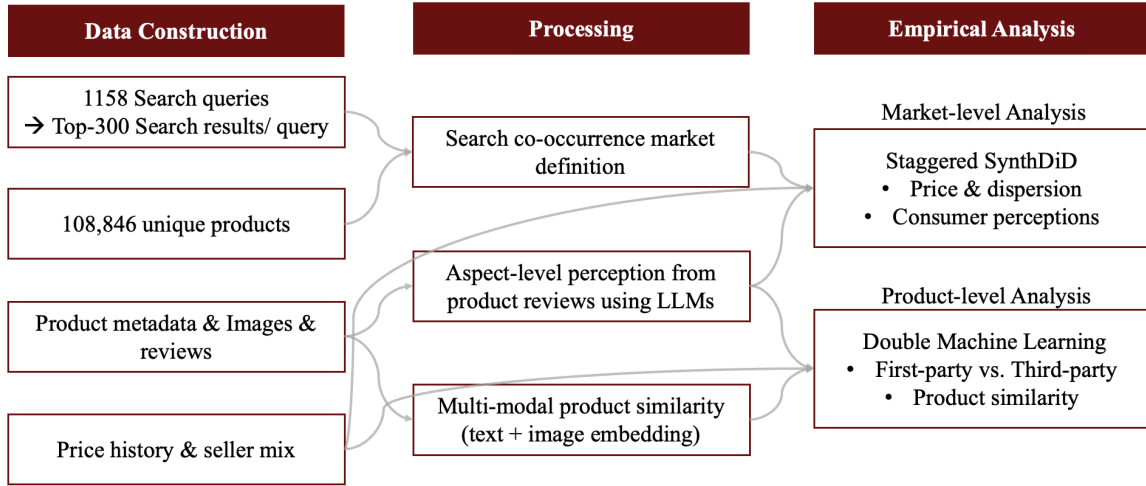 Data Construction
1158 Search queries
→ Top-300 Search results/ query
108,846 unique products
Product metadata & Images &
reviews
Price history & seller mix
Processing
Search co-occurrence market
definition
Aspect-level perception from
product reviews using LLMs
Multi-modal product similarity
(text + image embedding)
Empirical Analysis
Market-level Analysis
Staggered SynthDiD
• Price & dispersion
• Consumer perceptions
Product-level Analysis
Double Machine Learning
• First-party vs. Third-party
• Product similarity